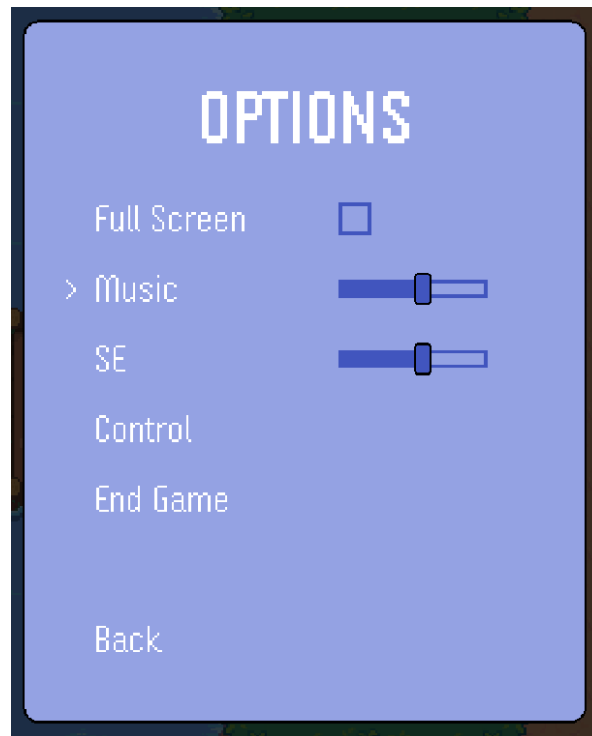 OPTIONS
Full Screen
> Music
SE
Control
End Game
Back